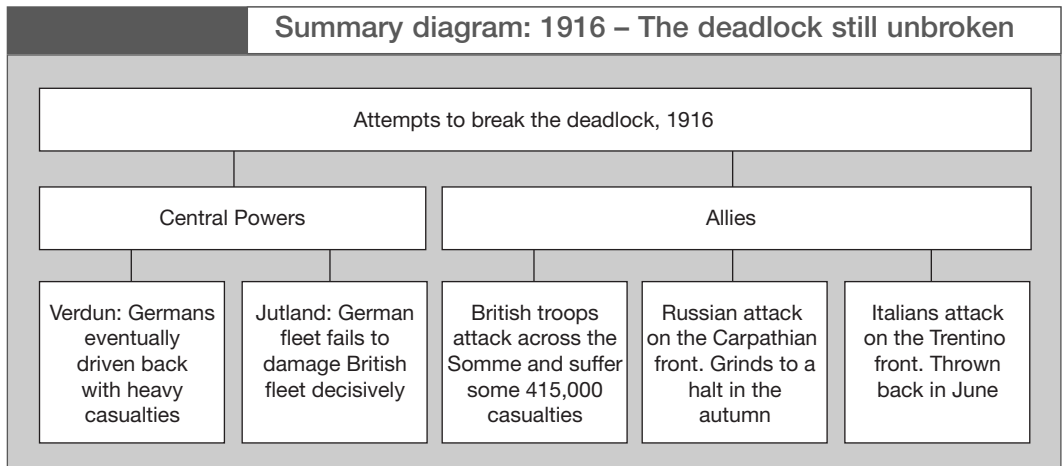 Summary diagram: 1916 – The deadlock still unbroken
Attempts to break the deadlock, 1916
Central Powers
Allies
Verdun: Germans
eventually
driven back
with heavy
casualties
Jutland: German
fleet fails to
damage British
fleet decisively
British troops
attack across the
Somme and suffer
some 415,000
casualties
Russian attack
on the Carpathian
front. Grinds to a
halt in the
autumn
Italians attack
on the Trentino
front. Thrown
back in June